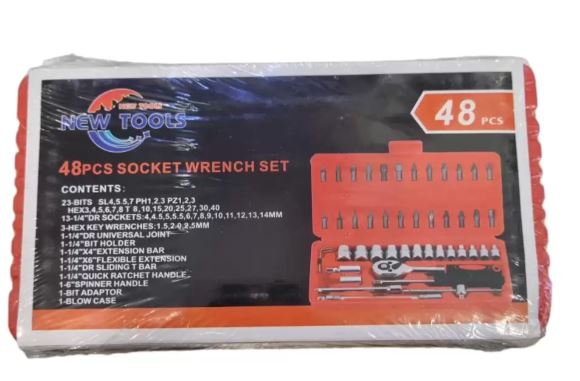 NEW TOOLS
NEW TOOLS
48 PCS
48PCS SOCKET WRENCH SET
CONTENTS:
23-BITS SL4,5.5,7 PH1,2,3 PZ1,2,3
HEX3,4,5,6,7,8 T 8,10,15,20,25,27,30,40
13-1/4"DR SOCKETS:4,4.5,5,5.5,6,7,8,9,10,11,12,13,14MM
3-HEX KEY WRENCHES:1.5,2.0,2.5MM
1-1/4"DR UNIVERSAL JOINT
1-1/4"BIT HOLDER
1-1/4"X4"EXTENSION BAR
1-1/4"X6"FLEXIBLE EXTENSION
1-1/4"DR SLIDING T BAR
1-1/4"QUICK RATCHET HANDLE
1-6"SPINNER HANDLE
1-BIT ADAPTOR
1-BLOW CASE